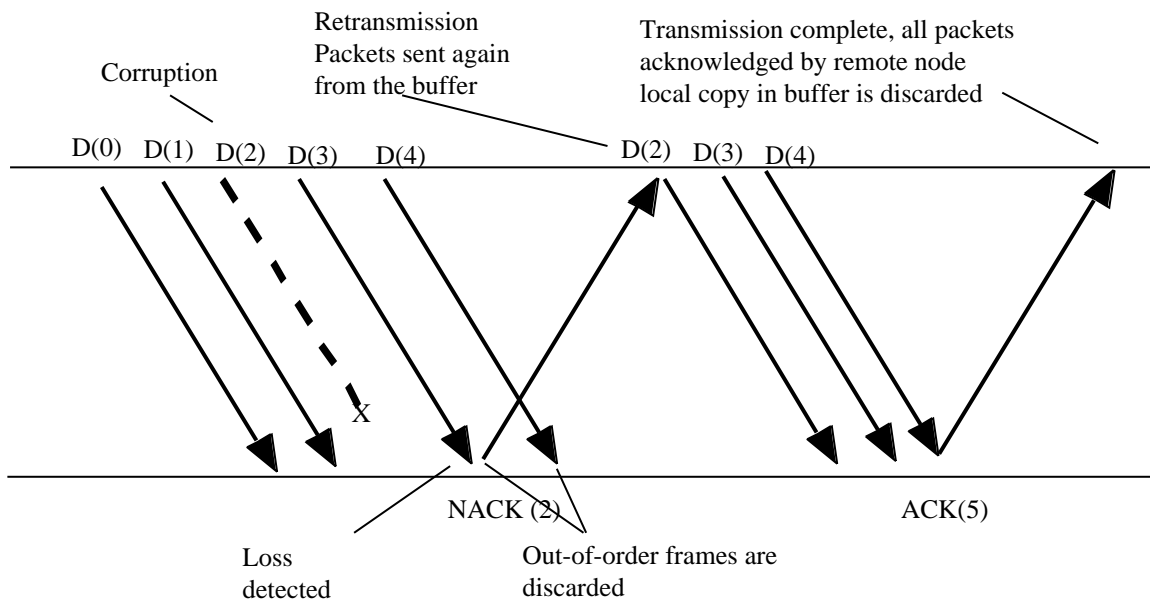 Retransmission
Packets sent again
from the buffer
Transmission complete, all packets
acknowledged by remote node
local copy in buffer is discarded
Corruption
D(0) D(1) D(2) D(3) D(4) D(2) D(3) D(4)
X
NACK (2) ACK(5)
Loss
detected
Out-of-order frames are
discarded